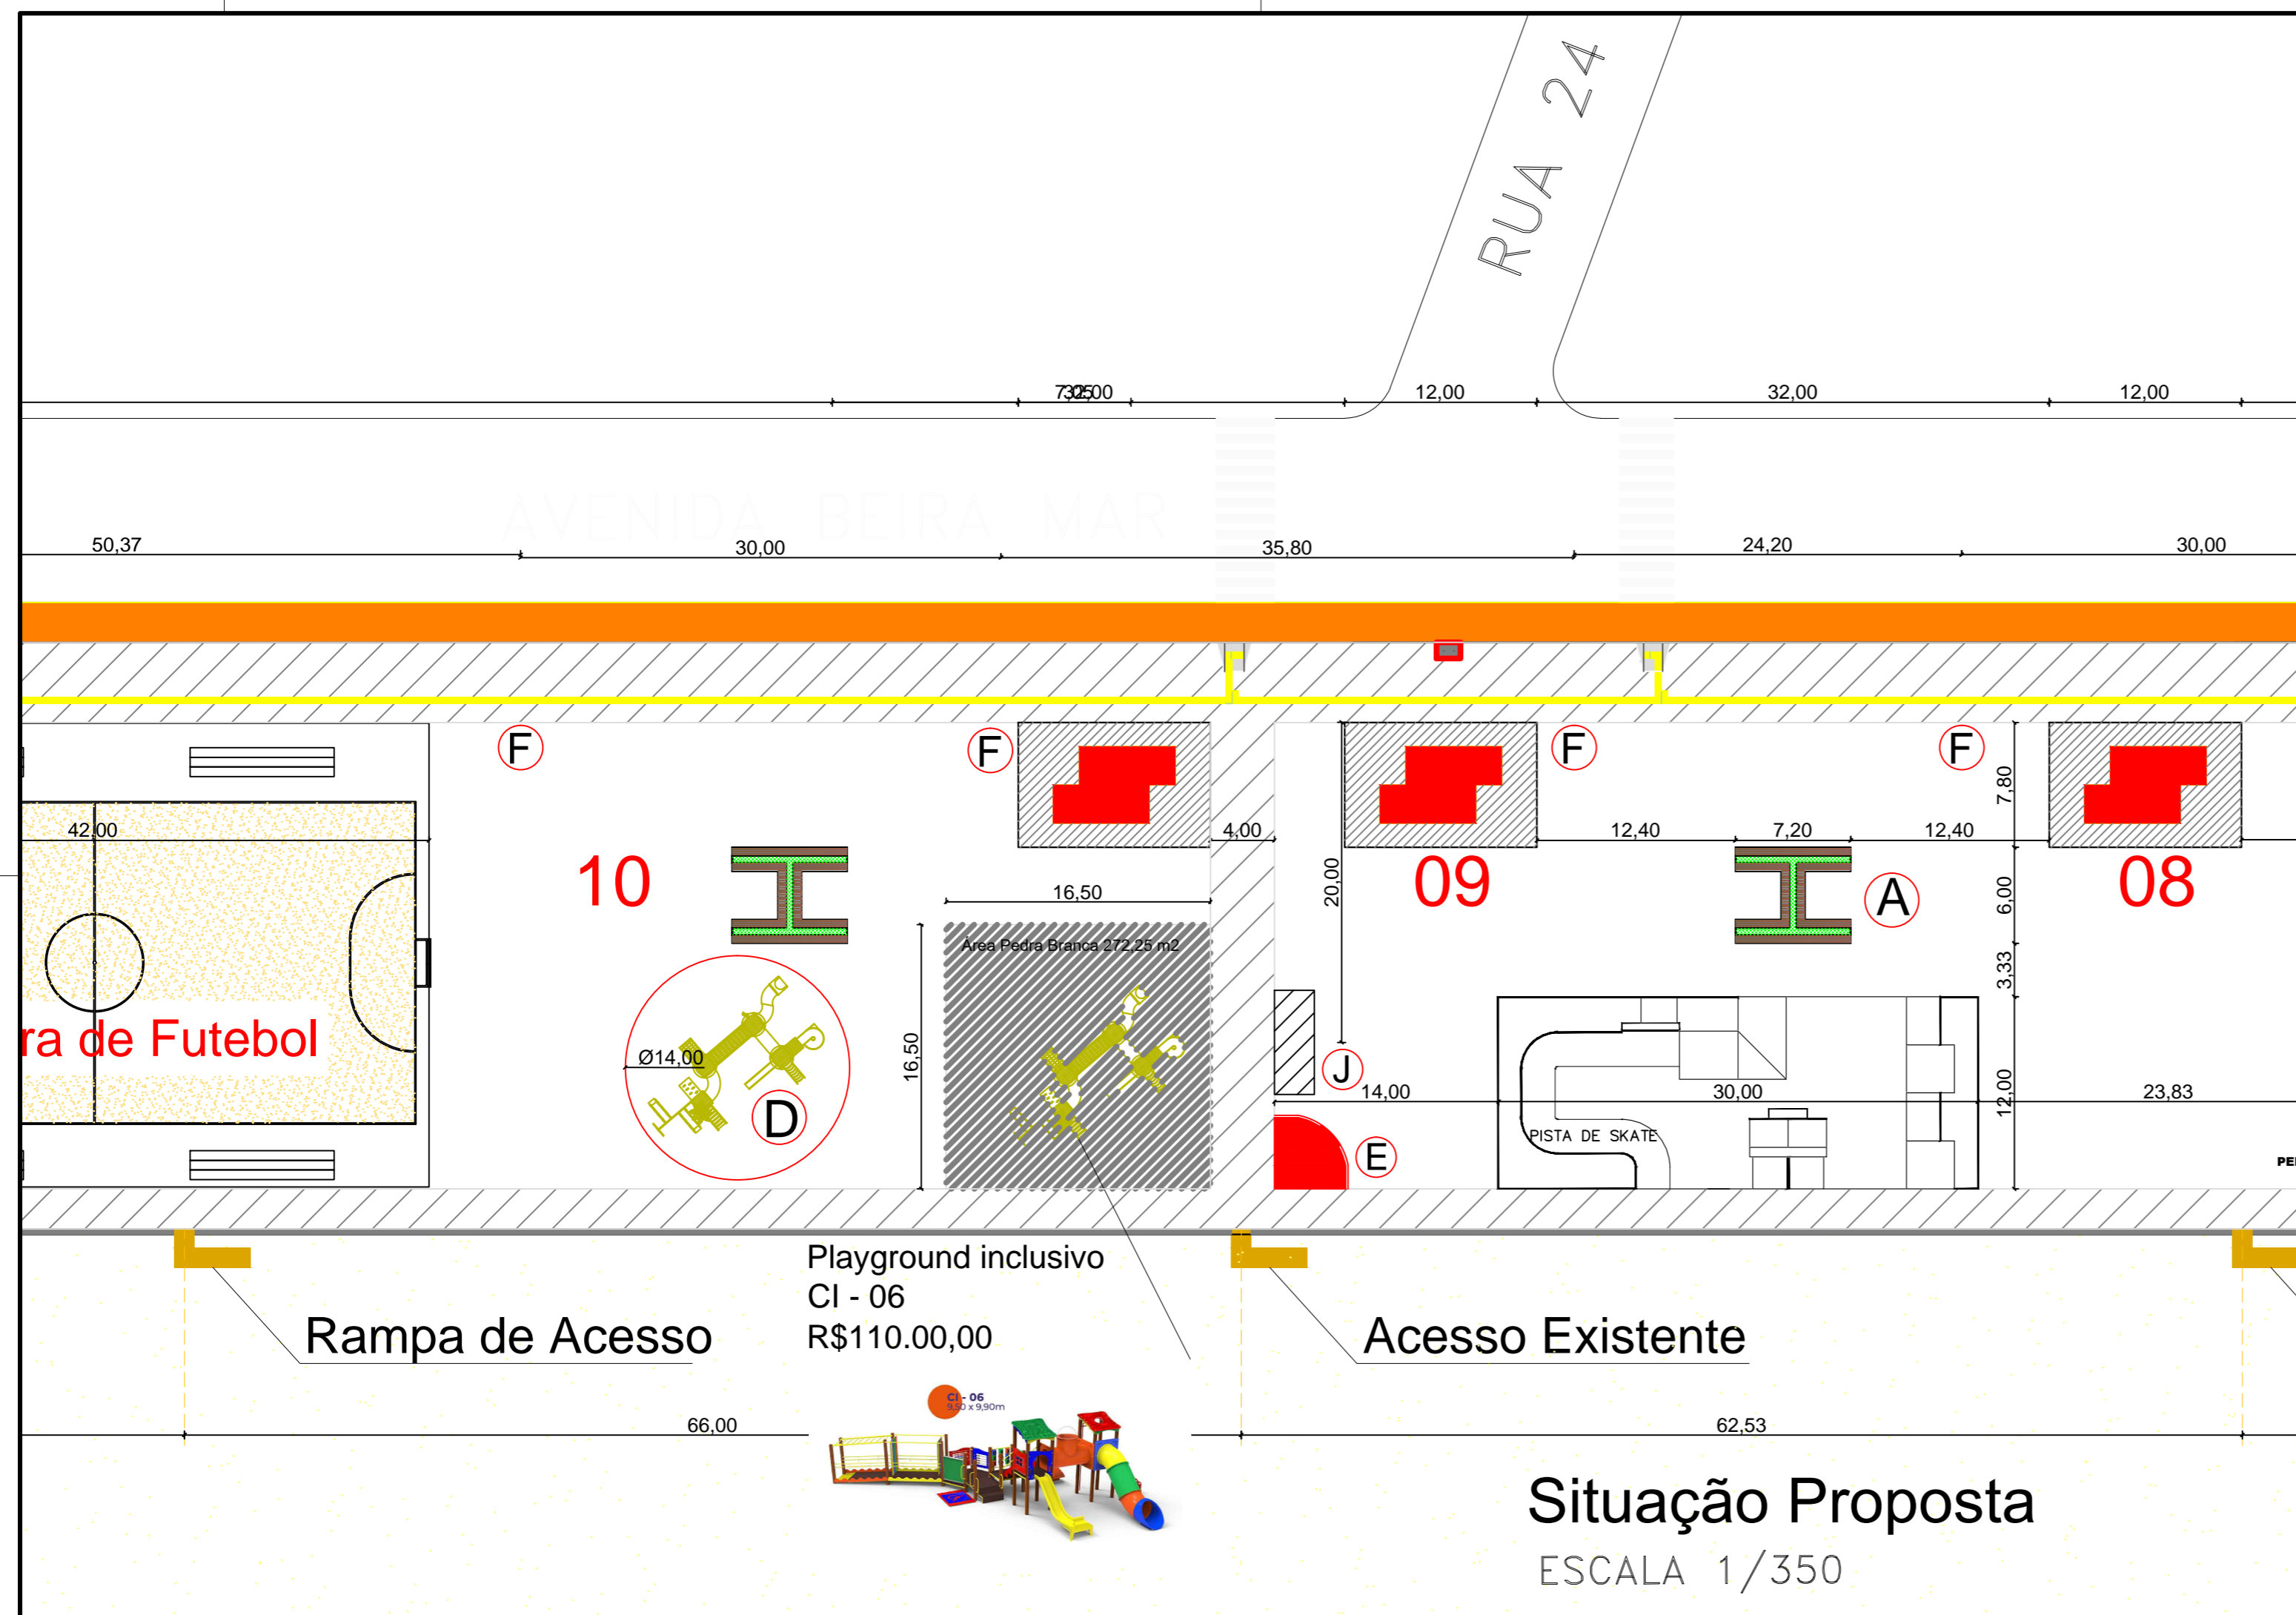 RUA 24
12,00
32,00
12,00
AVENIDA BEIRA MAR
50,37
30,00
35,80
24,20
30,00
F
F
F
F
7,80
42,00
4,00
12,40
7,20
12,40
10
20,00
09
A
6,00
08
16,50
Área Pedra Branca 272,25 m2
3,33
ra de Futebol
16,50
Ø14,00
J
14,00
30,00
12,00
23,83
D
PISTA DE SKATE
E
Playground inclusivo
CI - 06
R$110.00,00
Rampa de Acesso
Acesso Existente
CI - 06
9,50 x 9,90m
66,00
62,53
Situação Proposta
ESCALA 1/350